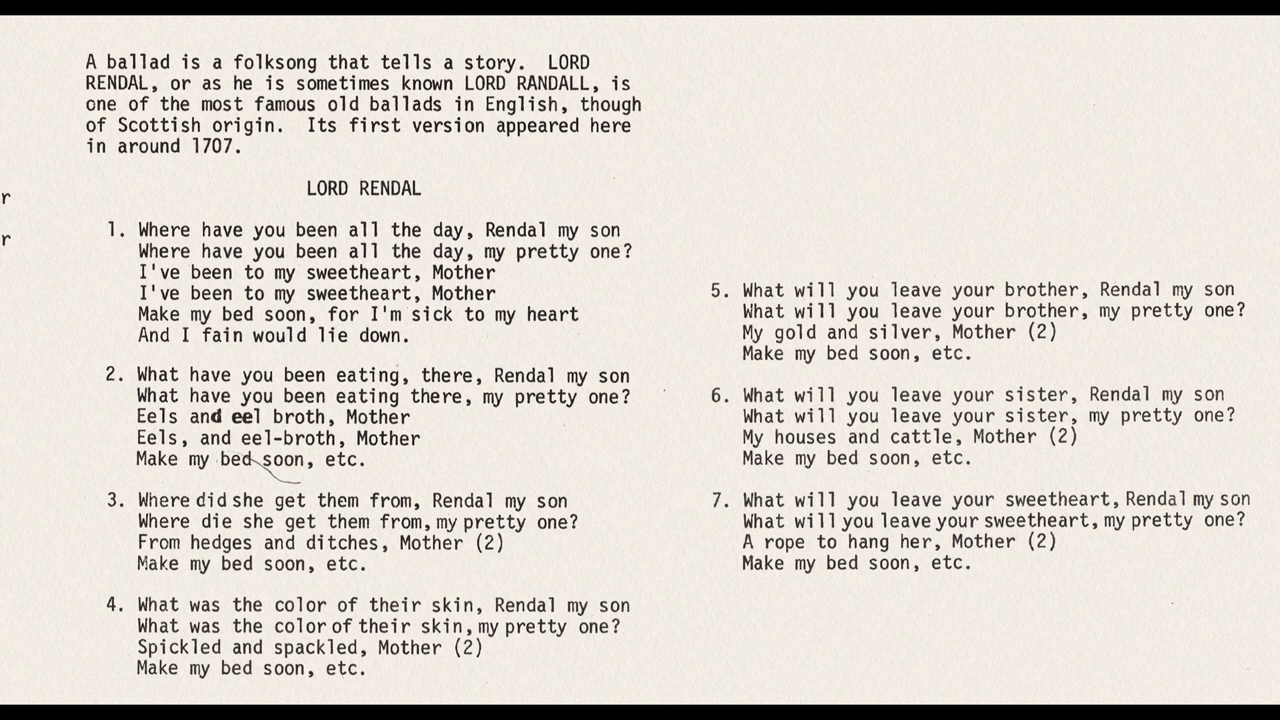 A ballad is a folksong that tells a story. LORD
RENDAL, or as he is sometimes known LORD RANDALL, is
one of the most famous old ballads in English, though
of Scottish origin. Its first version appeared here
in around 1707.
r
r
LORD RENDAL
1. Where have you been all the day, Rendal my son
Where have you been all the day, my pretty one?
I've been to my sweetheart, Mother
I've been to my sweetheart, Mother
Make my bed soon, for I'm sick to my heart
And I fain would lie down.
2. What have you been eating, there, Rendal my son
What have you been eating there, my pretty one?
Eels and eel broth, Mother
Eels, and eel-broth, Mother
Make my bed soon, etc.
3. Where did she get them from, Rendal my son
Where die she get them from, my pretty one?
From hedges and ditches, Mother (2)
Make my bed soon, etc.
4. What was the color of their skin, Rendal my son
What was the color of their skin, my pretty one?
Spickled and spackled, Mother (2)
Make my bed soon, etc.
5. What will you leave your brother, Rendal my son
What will you leave your brother, my pretty one?
My gold and silver, Mother (2)
Make my bed soon, etc.
6. What will you leave your sister, Rendal my son
What will you leave your sister, my pretty one?
My houses and cattle, Mother (2)
Make my bed soon, etc.
7. What will you leave your sweetheart, Rendal my son
What will you leave your sweetheart, my pretty one?
A rope to hang her, Mother (2)
Make my bed soon, etc.